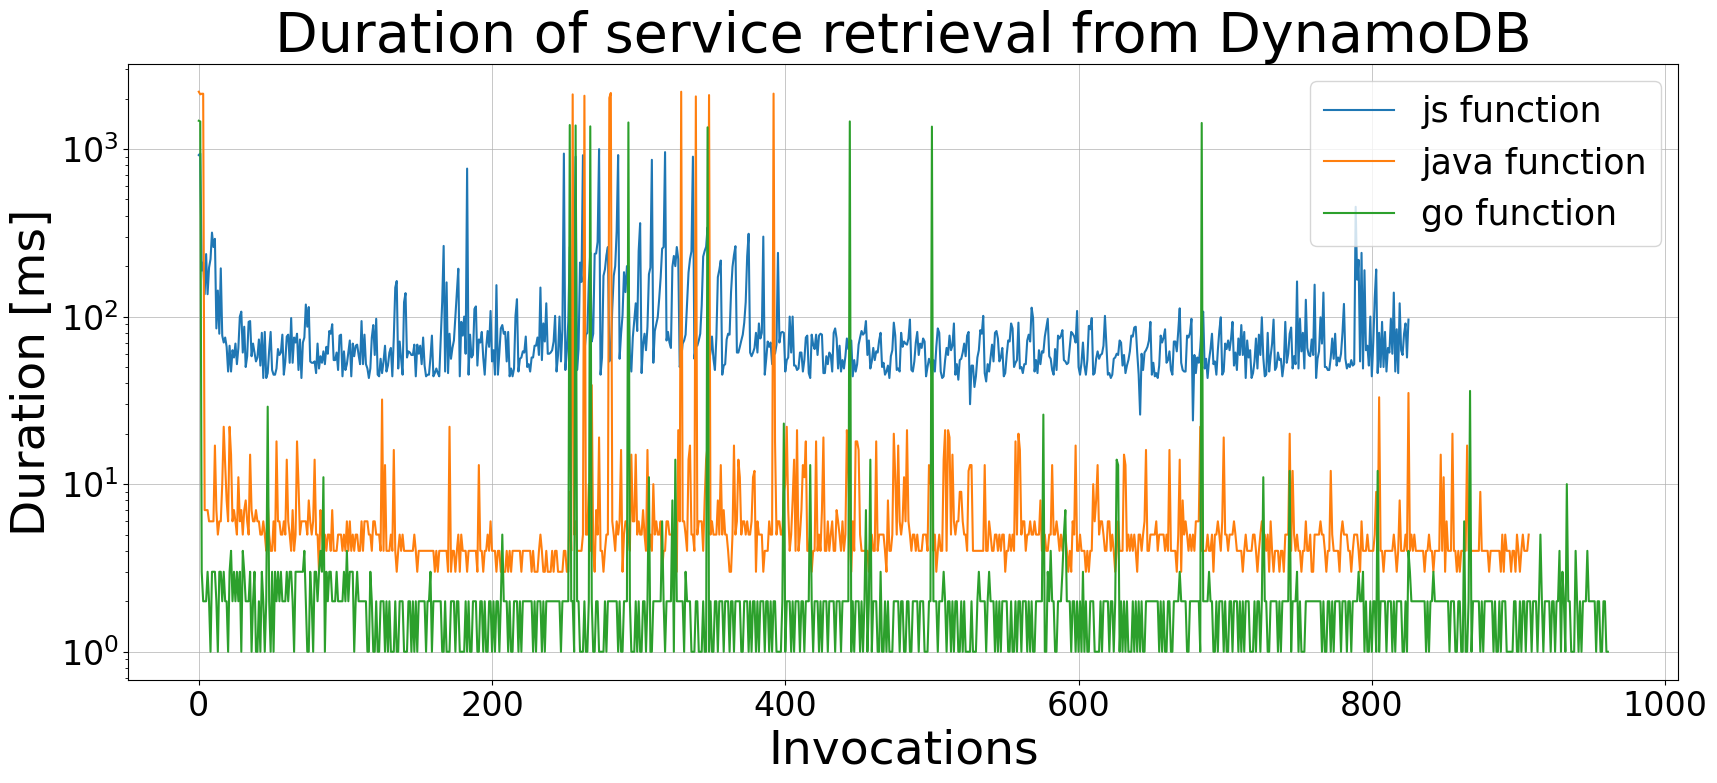 Duration of service retrieval from DynamoDB
Duration [ms]
10³
10²
10¹
10⁰
js function
java function
go function
0 200 400 600 800 1000
Invocations